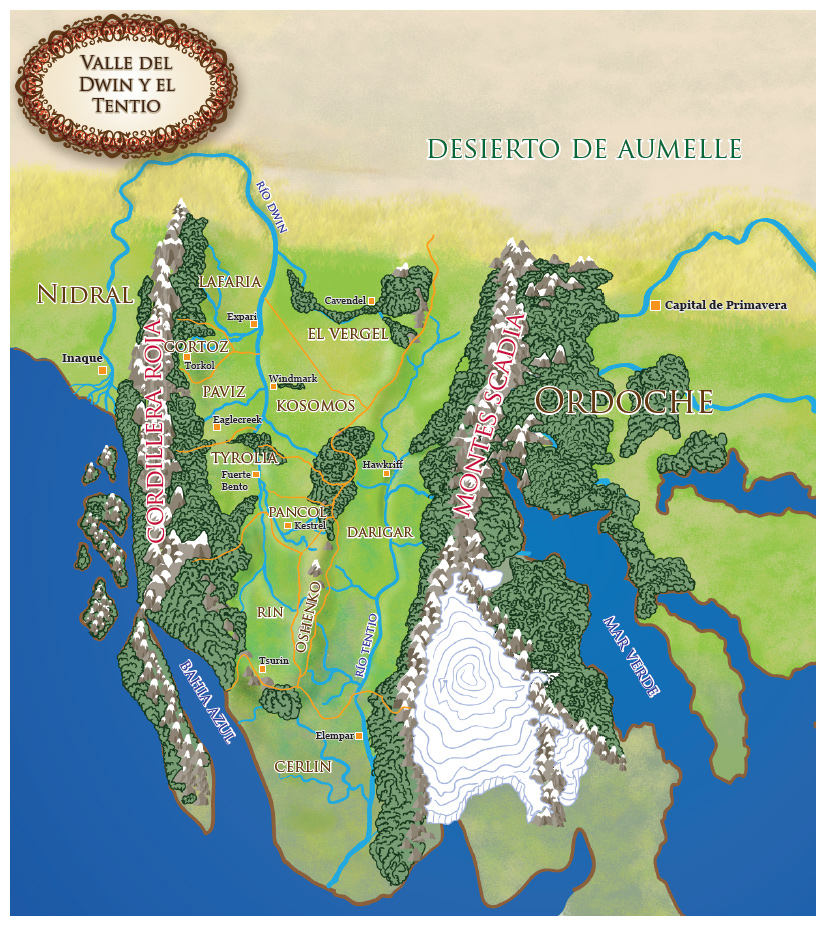 VALLE DEL
DWIN Y EL
TENTIO
DESIERTO DE AUMELLE
RÍO DWIN
NIDRAL
LAFARIA
Cavendel
Capital de Primavera
Expari
EL VERGEL
CORTOZ
Inaque
Torkol
Windmark
PAVIZ
KOSOMOS
ORDOCHE
CORDILLERA ROJA
MONTES SGADIA
Eaglecreek
TYROLIA
Hawkriff
Fuerte
Bento
PANCOL
Kestrel
DARIGAR
RIN
OSHENKO
RÍO TENTIO
MAR VERDE
Tsurin
BAHIA AZUL
Elempar
CERLIN